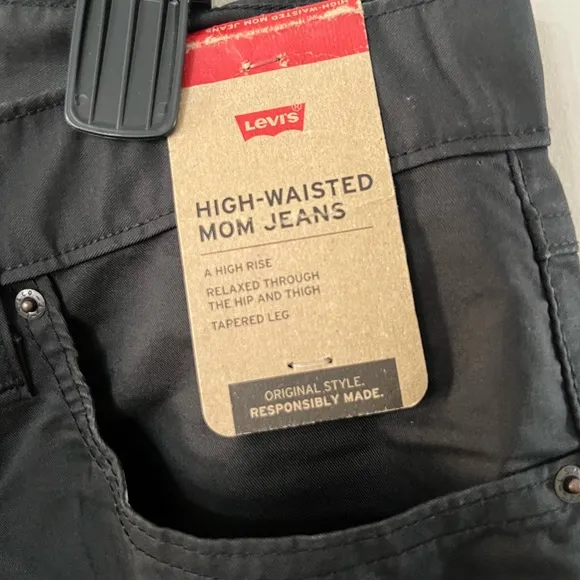 HIGH-WAISTED MOM JEANS
Levi's®
HIGH-WAISTED
MOM JEANS
A HIGH RISE
RELAXED THROUGH
THE HIP AND THIGH
TAPERED LEG
ORIGINAL STYLE.
RESPONSIBLY MADE.